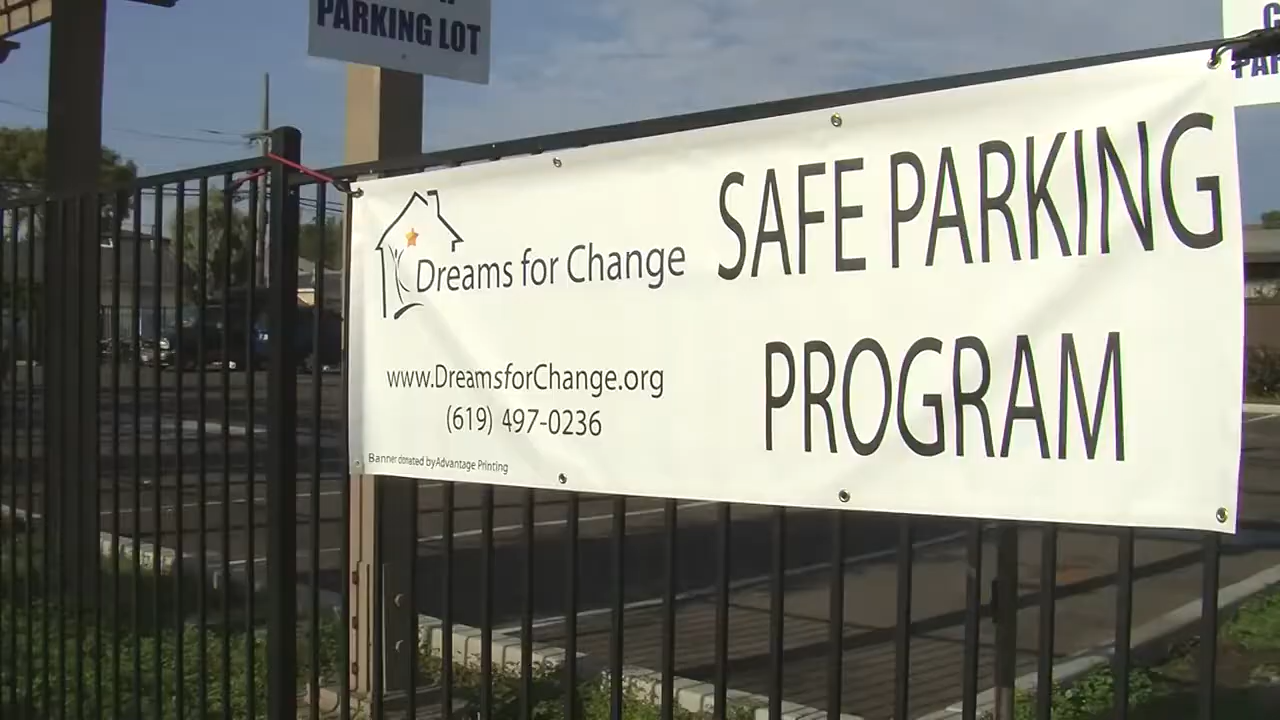 PARKING LOT
Dreams for Change
www.DreamsforChange.org
(619) 497-0236
Banner donated by Advantage Printing
SAFE PARKING
PROGRAM